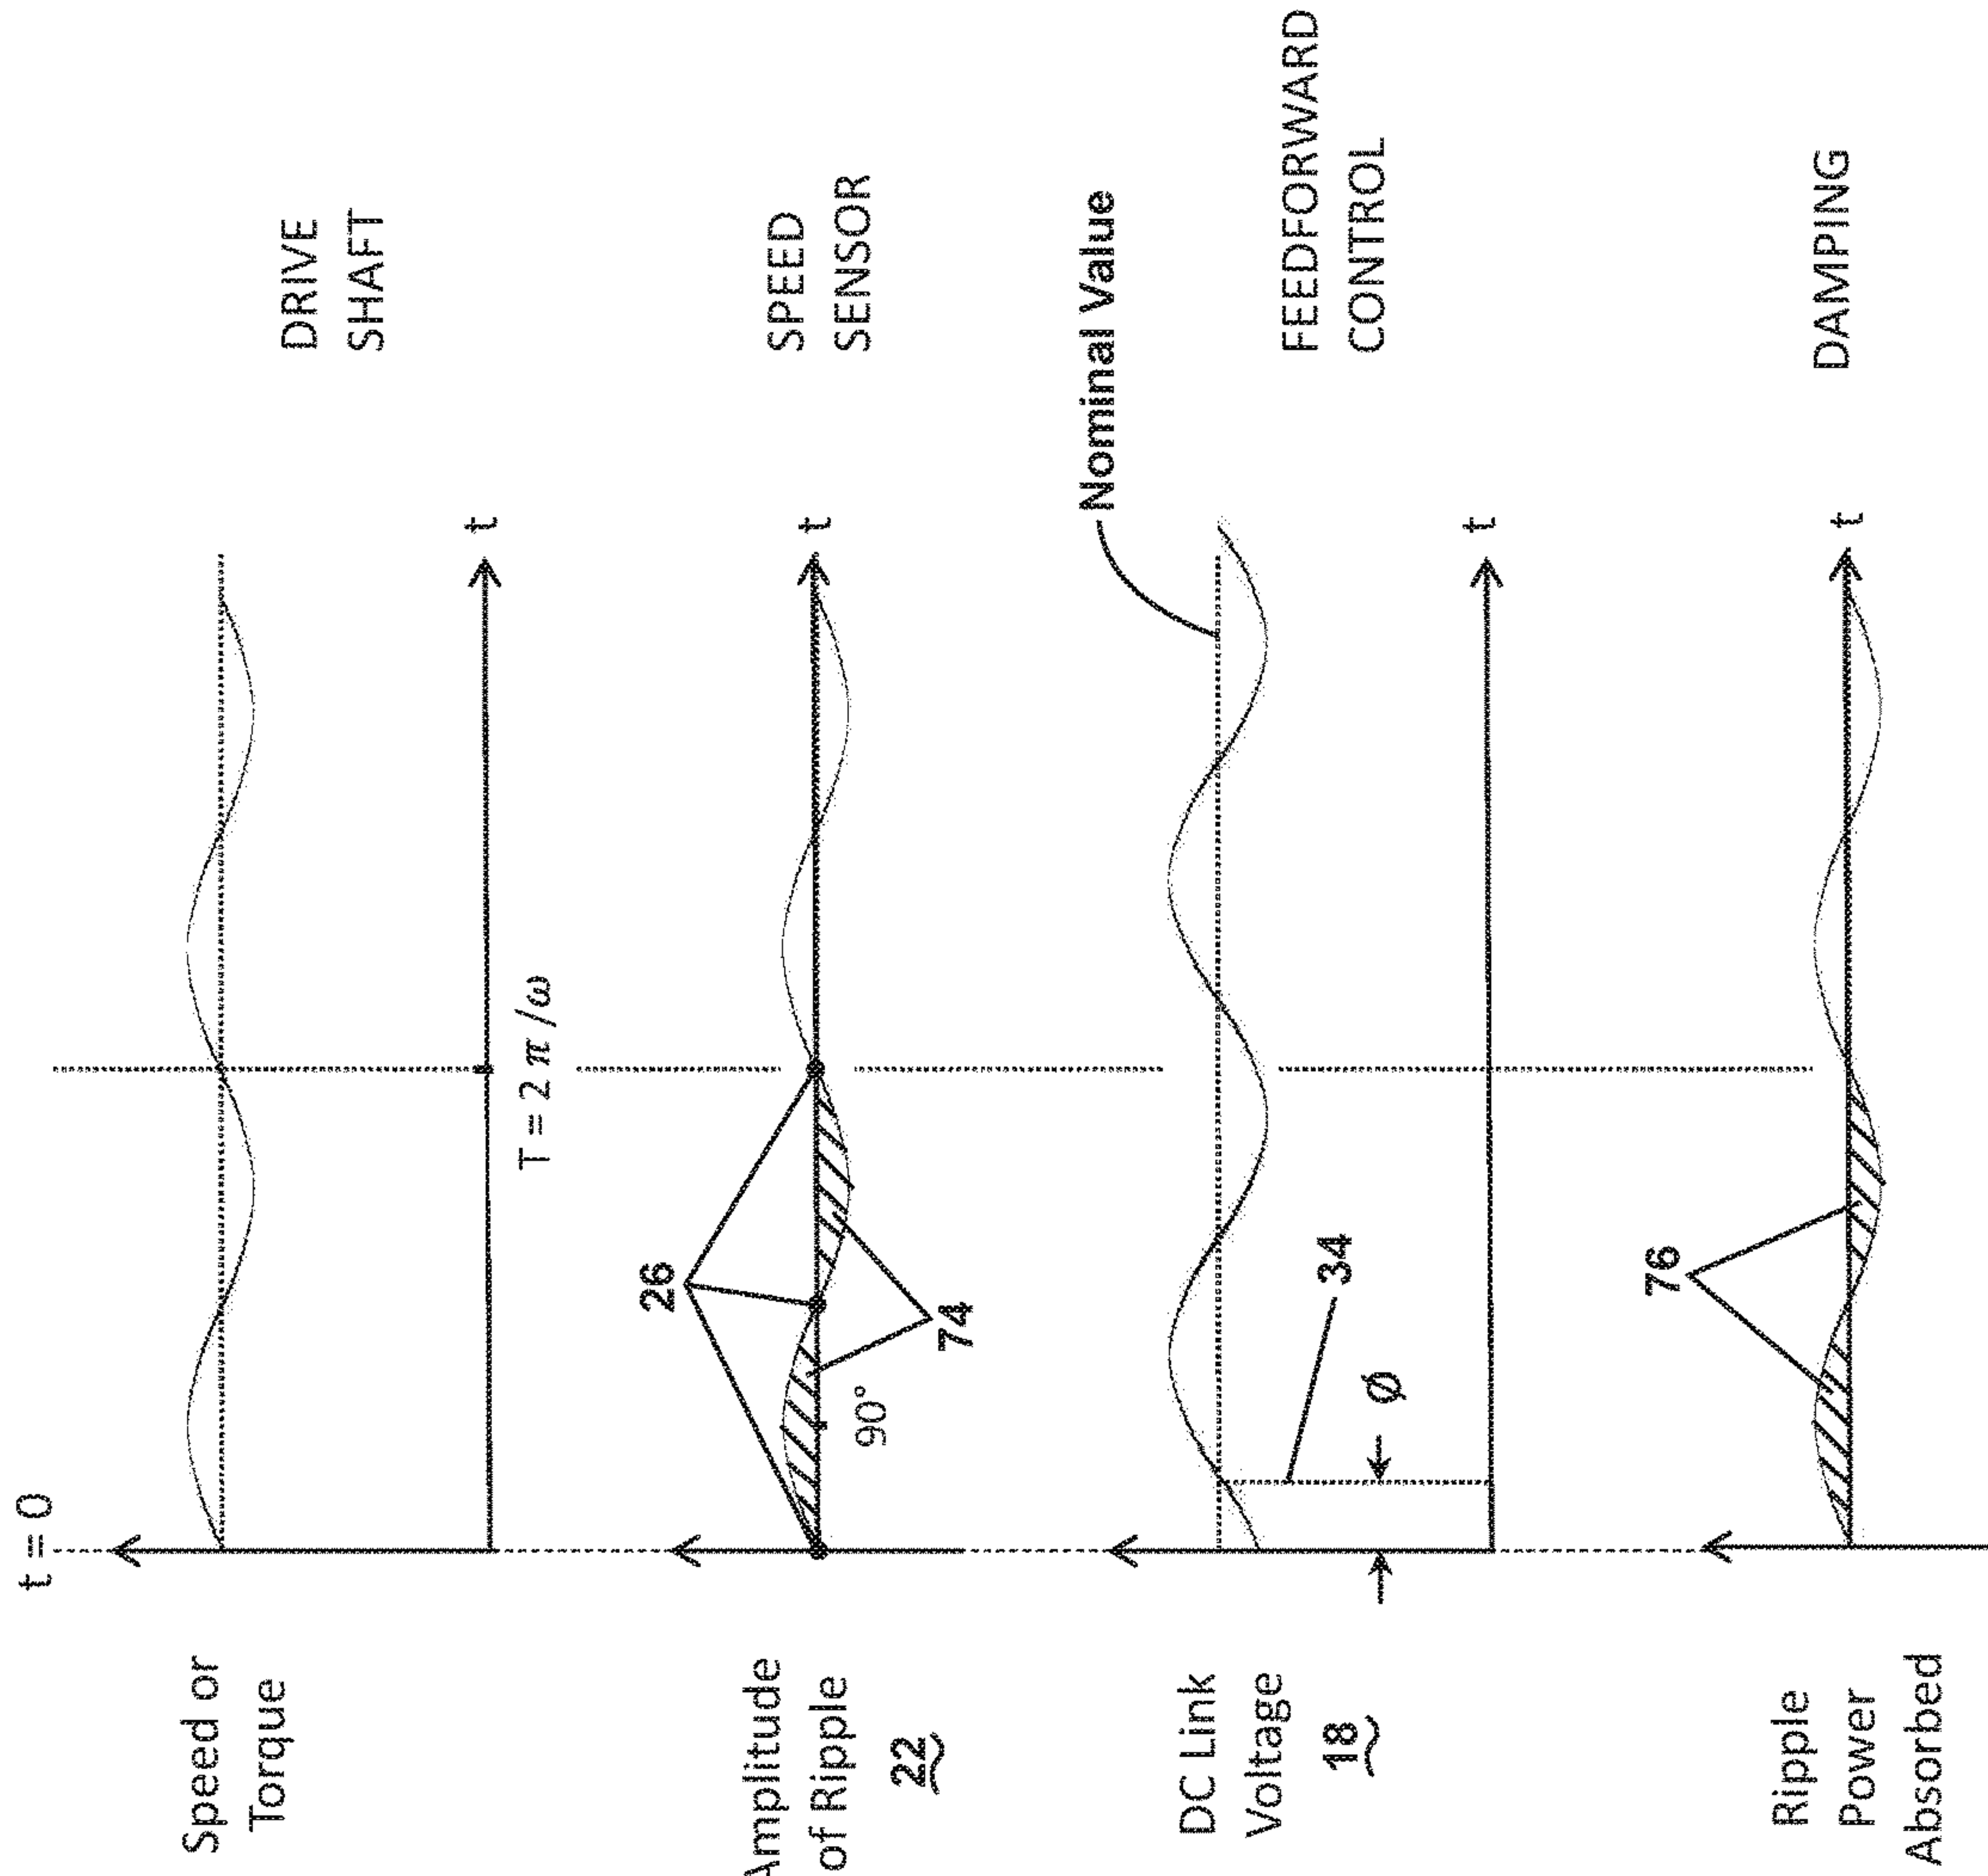 t = 0
Speed or
Torque
DRIVE
SHAFT
t
T = 2 π / ω
Amplitude
of Ripple
22
26
74
90°
t
SPEED
SENSOR
Nominal Value
DC Link
Voltage
18
34
Ø
t
FEEDFORWARD
CONTROL
Ripple
Power
Absorbed
76
t
DAMPING